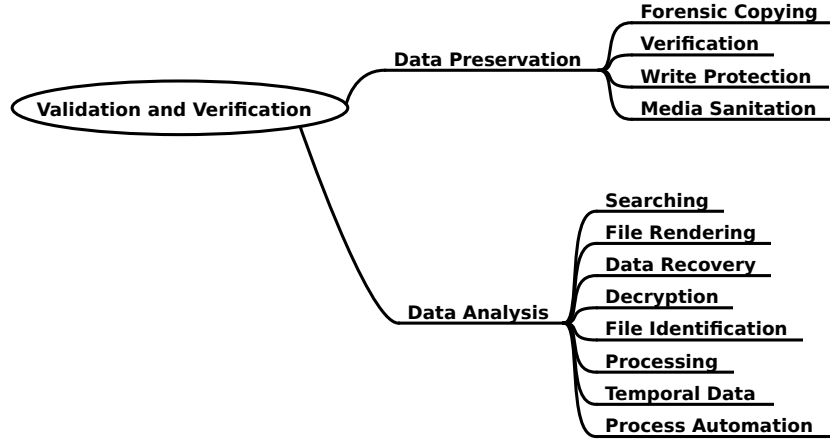 Validation and Verification
Data Preservation
Forensic Copying
Verification
Write Protection
Media Sanitation
Data Analysis
Searching
File Rendering
Data Recovery
Decryption
File Identification
Processing
Temporal Data
Process Automation